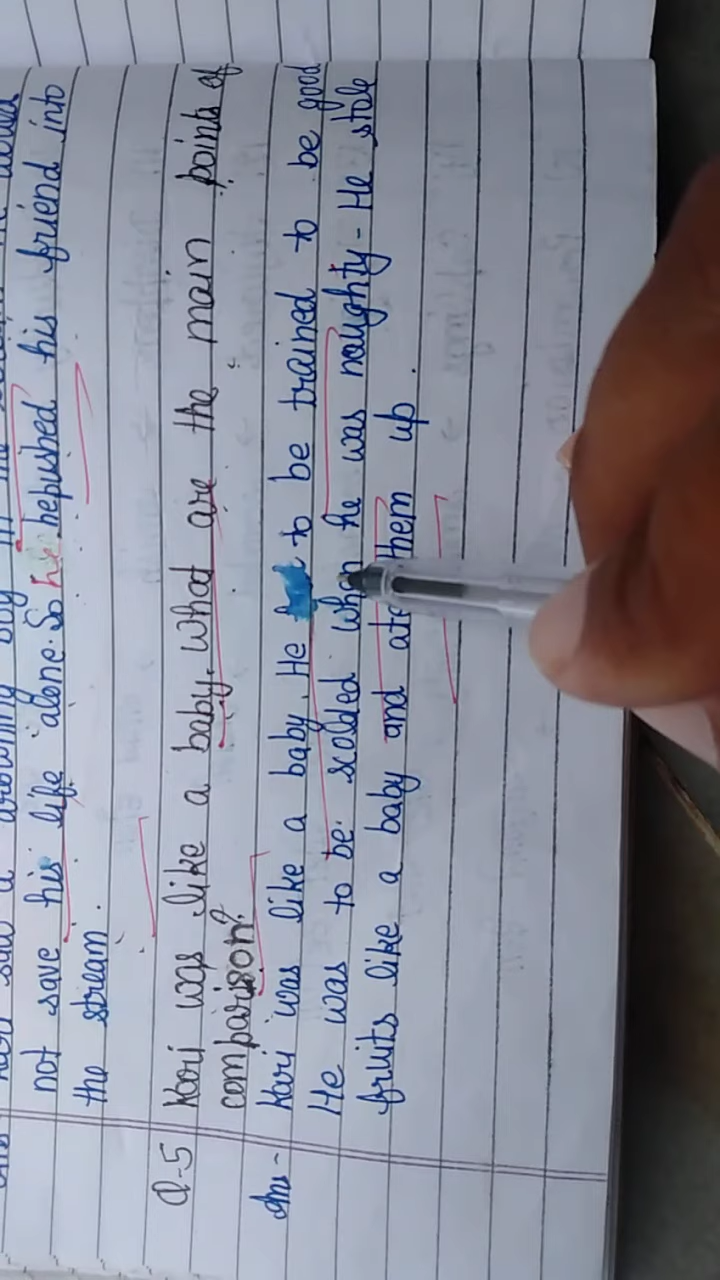 not save his life alone. So he hepushed his friend into
the stream.
Q-5 Kari was like a baby. What are the main points of
comparison?
Ans- Kari was like a baby. He to be trained to be good
He was to be scolded when he was naughty- He stole
fruits like a baby and ate them up.